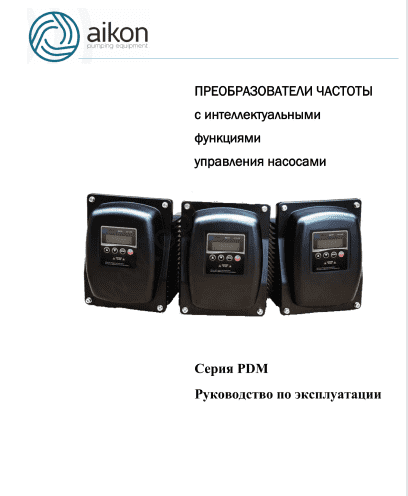 aikon
pumping equipment
ПРЕОБРАЗОВАТЕЛИ ЧАСТОТЫ
с интеллектуальными
функциями
управления насосами
Серия PDM
Руководство по эксплуатации